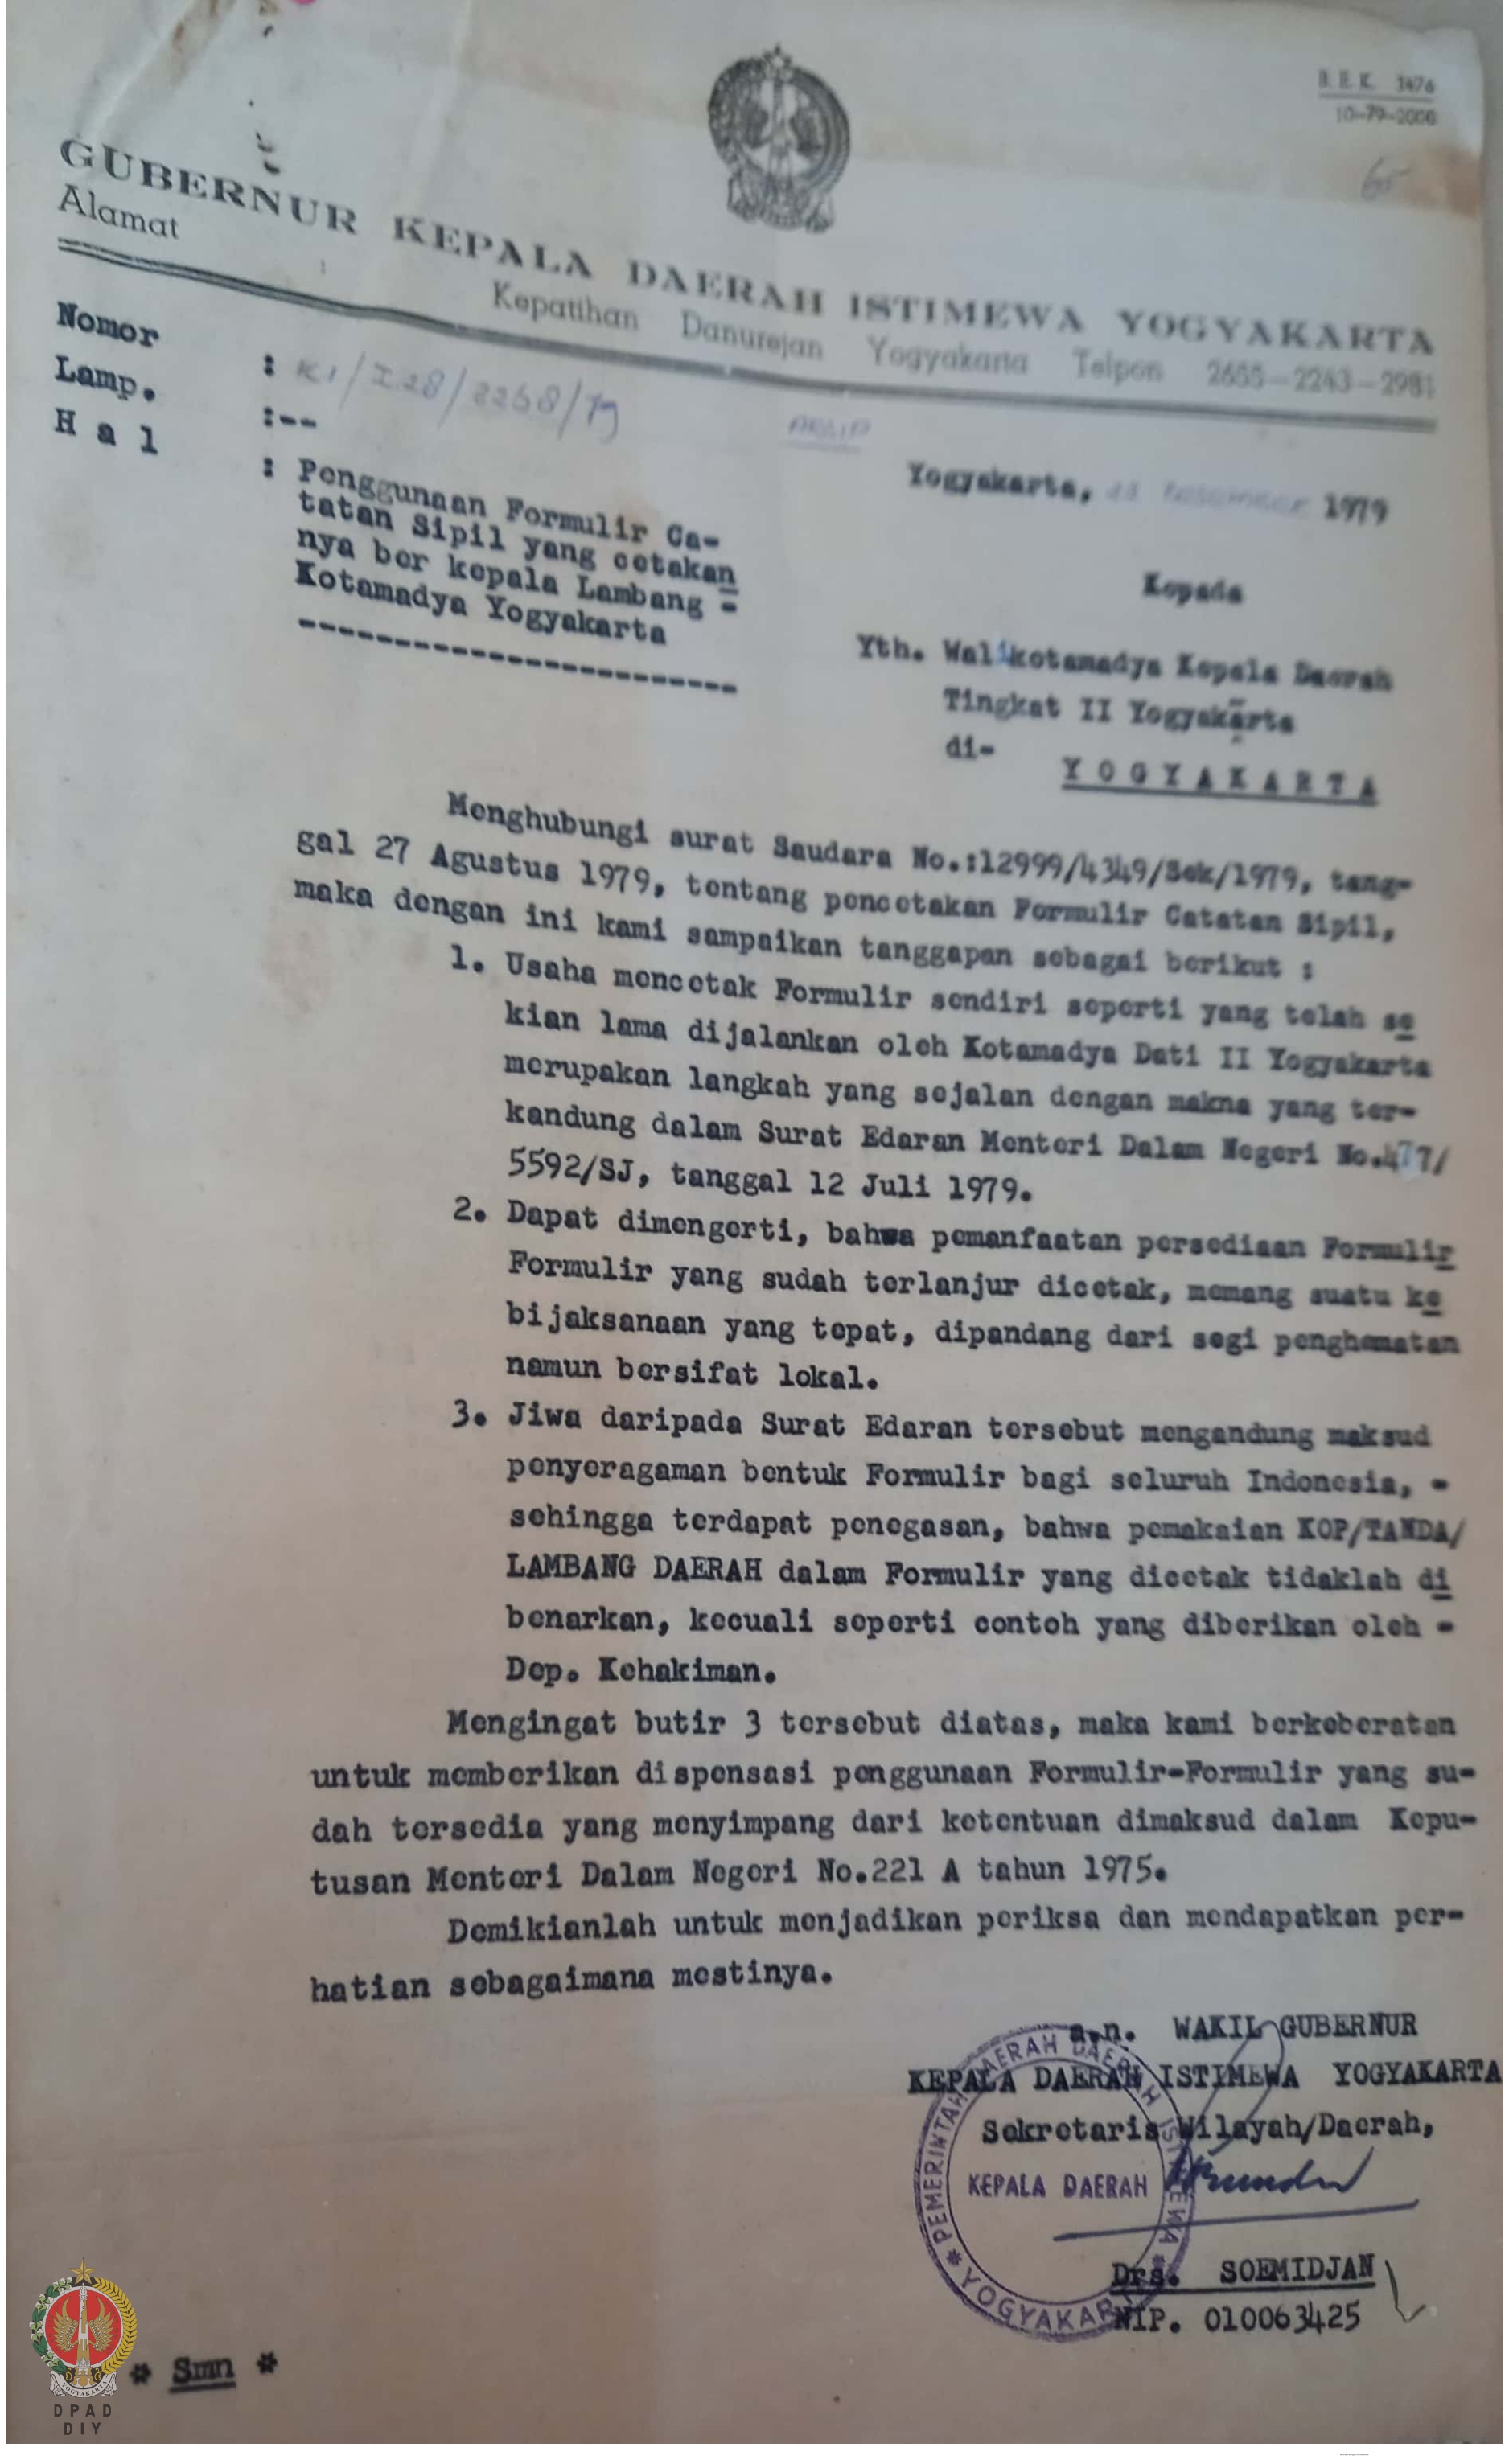 B.E.K. 3476
10-79-2000
GUBERNUR KEPALA DAERAH ISTIMEWA YOGYAKARTA
Alamat Kepatihan Danurejan Yogyakarta Telpon 2655-2243-2981
Nomor : K1/I.28/2268/79
ARSIP
Lamp. :--
Yogyakarta, 1979
H a l : Penggunaan Formulir Ca-
tatan Sipil yang cetakan
nya ber kepala Lambang -
Kotamadya Yogyakarta
------------------------
Kepada
Yth. Walikotamadya Kepala Daerah
Tingkat II Yogyakarta
di-
Y O G Y A K A R T A
Menghubungi surat Saudara No.:12999/4349/Sek/1979, tang-
gal 27 Agustus 1979, tentang pencetakan Formulir Catatan Sipil,
maka dengan ini kami sampaikan tanggapan sebagai berikut :
1. Usaha mencetak Formulir sendiri seperti yang telah se
kian lama dijalankan oleh Kotamadya Dati II Yogyakarta
merupakan langkah yang sejalan dengan makna yang ter-
kandung dalam Surat Edaran Menteri Dalam Negeri No.477/
5592/SJ, tanggal 12 Juli 1979.
2. Dapat dimengerti, bahwa pemanfaatan persediaan Formulir
Formulir yang sudah terlanjur dicetak, memang suatu ke
bijaksanaan yang tepat, dipandang dari segi penghematan
namun bersifat lokal.
3. Jiwa daripada Surat Edaran tersebut mengandung maksud
penyeragaman bentuk Formulir bagi seluruh Indonesia, -
sehingga terdapat penegasan, bahwa pemakaian KOP/TANDA/
LAMBANG DAERAH dalam Formulir yang dicetak tidaklah di
benarkan, kecuali seperti contoh yang diberikan oleh -
Dep. Kehakiman.
Mengingat butir 3 tersebut diatas, maka kami berkeberatan
untuk memberikan dispensasi penggunaan Formulir-Formulir yang su-
dah tersedia yang menyimpang dari ketentuan dimaksud dalam Kepu-
tusan Menteri Dalam Negeri No.221 A tahun 1975.
Demikianlah untuk menjadikan periksa dan mendapatkan per-
hatian sebagaimana mestinya.
a.n. WAKIL GUBERNUR
KEPALA DAERAH ISTIMEWA YOGYAKARTA
Sekretaris Wilayah/Daerah,
PEMERINTAH DAERAH DAERAH ISTIMEWA * YOGYAKARTA *
KEPALA DAERAH
Drs. SOEMIDJAN
NIP. 010063425
* Smn *
YOGYAKARTA
DPAD
DIY